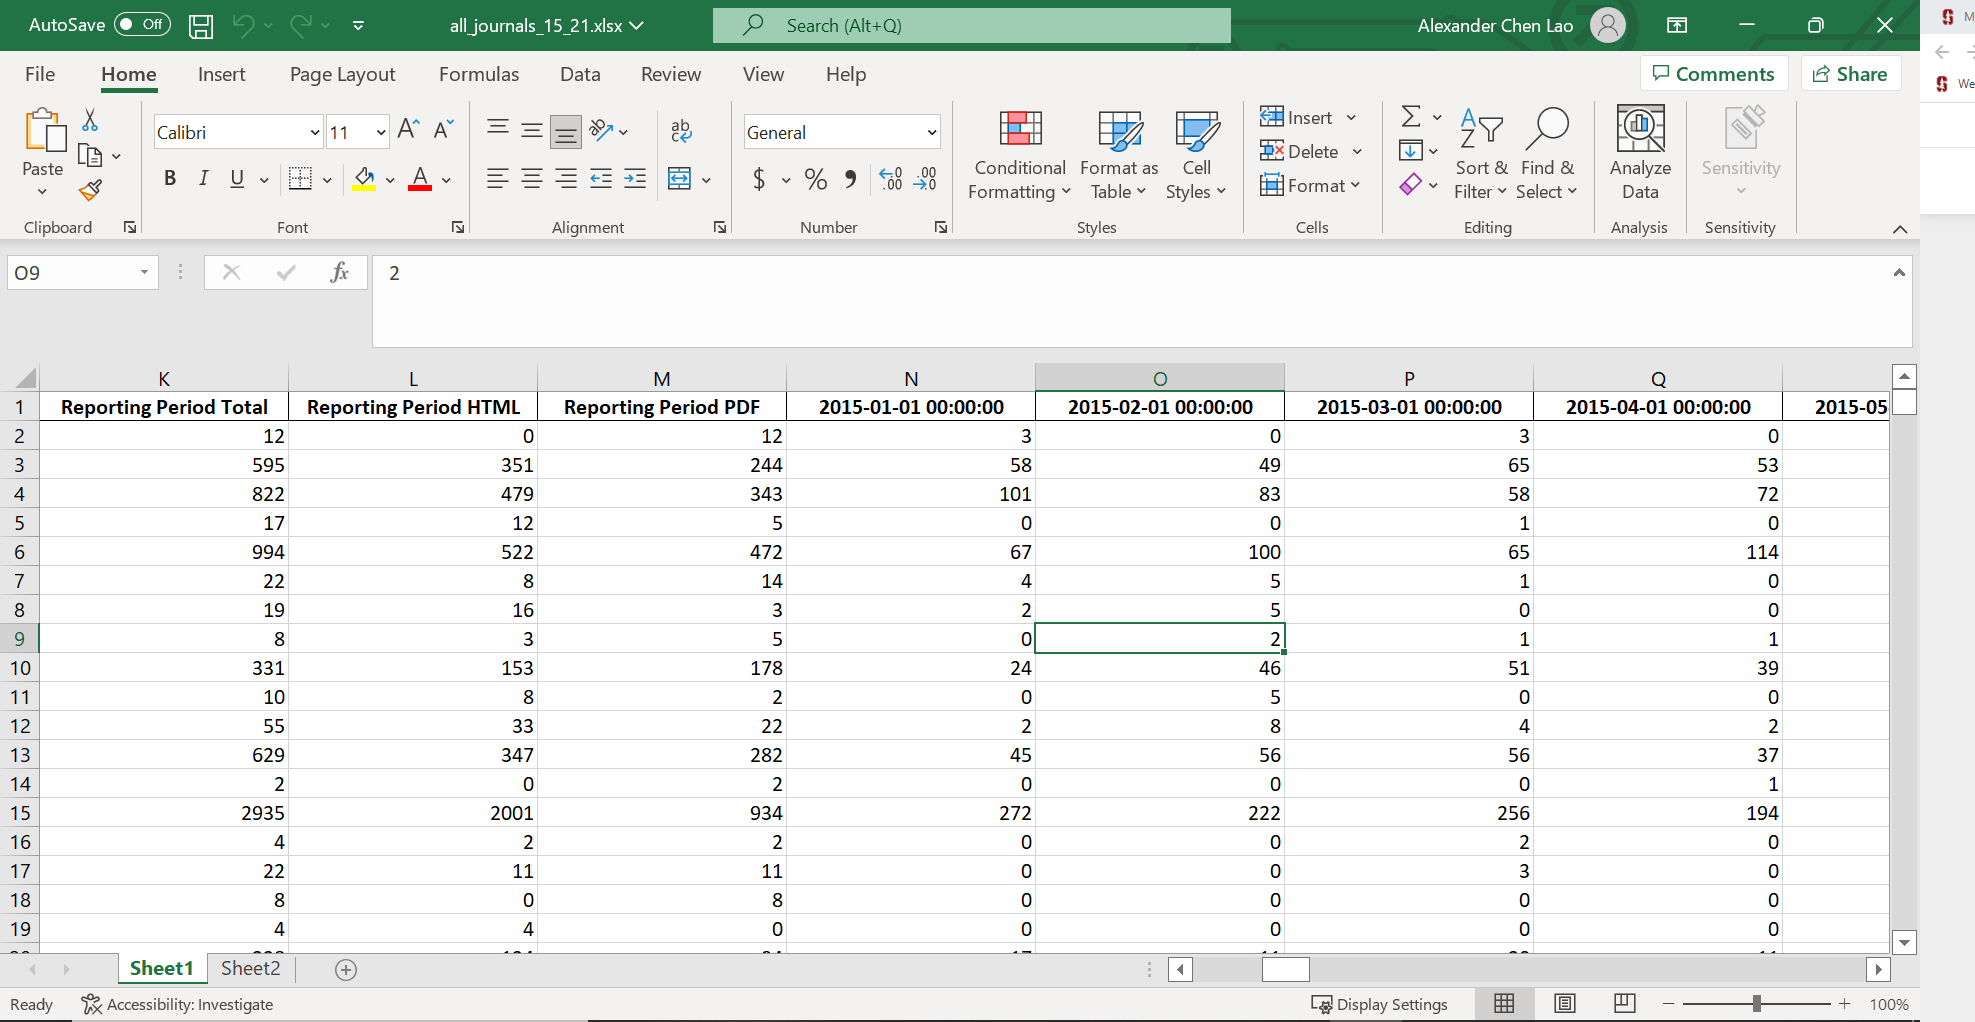 AutoSave Off all_journals_15_21.xlsx Search (Alt+Q) Alexander Chen Lao
File Home Insert Page Layout Formulas Data Review View Help Comments Share
Paste
Clipboard
Calibri 11
B I U A
Font
ab
Alignment
General
$ % 9 .00
Number
Conditional Formatting
Format as Table
Cell Styles
Styles
Insert
Delete
Format
Cells
Sort & Filter
Find & Select
Editing
Analyze Data
Analysis
Sensitivity
Sensitivity
We
O9 fx 2
K L M N O P Q
1 Reporting Period Total Reporting Period HTML Reporting Period PDF 2015-01-01 00:00:00 2015-02-01 00:00:00 2015-03-01 00:00:00 2015-04-01 00:00:00 2015-05
2 12 0 12 3 0 3 0
3 595 351 244 58 49 65 53
4 822 479 343 101 83 58 72
5 17 12 5 0 0 1 0
6 994 522 472 67 100 65 114
7 22 8 14 4 5 1 0
8 19 16 3 2 5 0 0
9 8 3 5 0 2 1 1
10 331 153 178 24 46 51 39
11 10 8 2 0 5 0 0
12 55 33 22 2 8 4 2
13 629 347 282 45 56 56 37
14 2 0 2 0 0 0 1
15 2935 2001 934 272 222 256 194
16 4 2 2 0 0 2 0
17 22 11 11 0 0 3 0
18 8 0 8 0 0 0 0
19 4 4 0 0 0 0 0
Sheet1 Sheet2
Ready Accessibility: Investigate Display Settings 100%